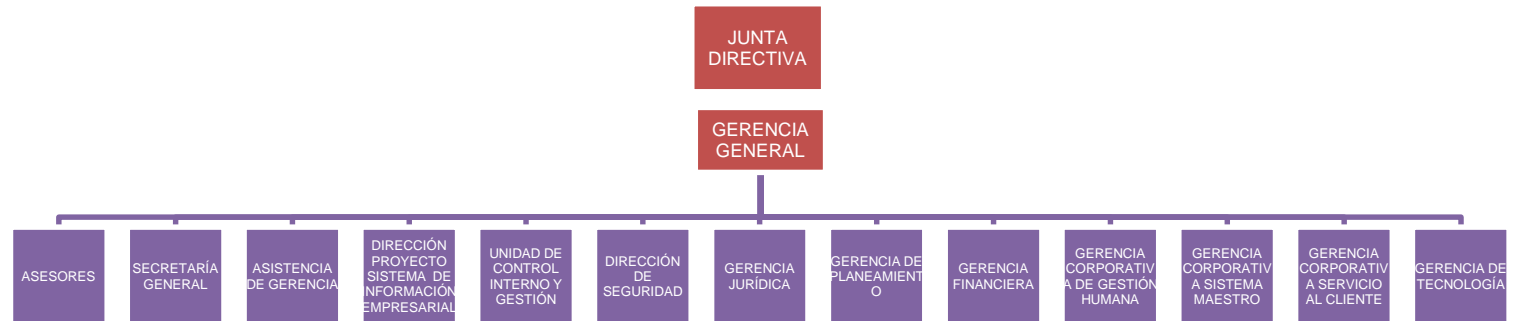 JUNTA
DIRECTIVA
GERENCIA
GENERAL
ASESORES
SECRETARÍA
GENERAL
ASISTENCIA
DE GERENCIA
DIRECCIÓN
PROYECTO
SISTEMA DE
INFORMACIÓN
EMPRESARIAL
UNIDAD DE
CONTROL
INTERNO Y
GESTIÓN
DIRECCIÓN
DE
SEGURIDAD
GERENCIA
JURÍDICA
GERENCIA DE
PLANEAMIENT
O
GERENCIA
FINANCIERA
GERENCIA
CORPORATIV
A DE GESTIÓN
HUMANA
GERENCIA
CORPORATIV
A SISTEMA
MAESTRO
GERENCIA
CORPORATIV
A SERVICIO
AL CLIENTE
GERENCIA DE
TECNOLOGÍA